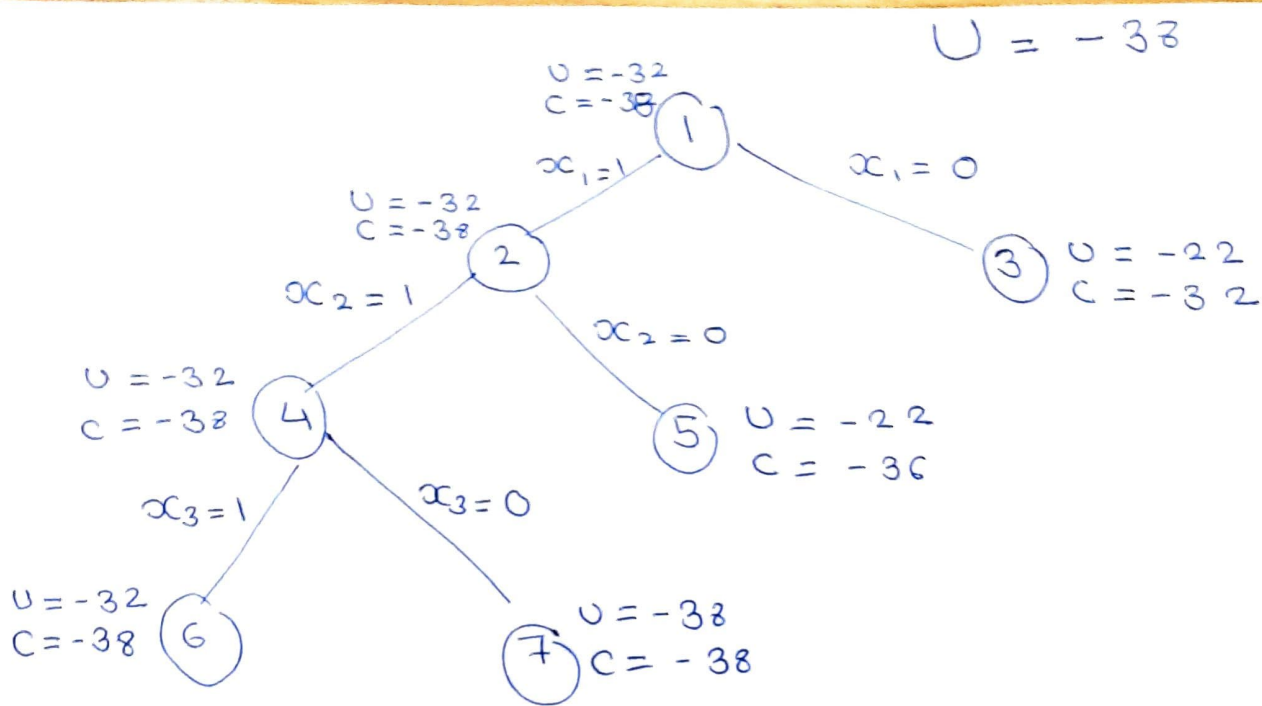 U = - 38
U = -32
C = -38
1
x₁=1
x₁ = 0
U = -32
C = -38
2
3
U = -22
C = -32
x₂ = 1
x₂ = 0
U = -32
C = -38
4
5
U = -22
C = - 36
x₃ = 1
x₃ = 0
U = -32
C = -38
6
7
U = -38
C = - 38